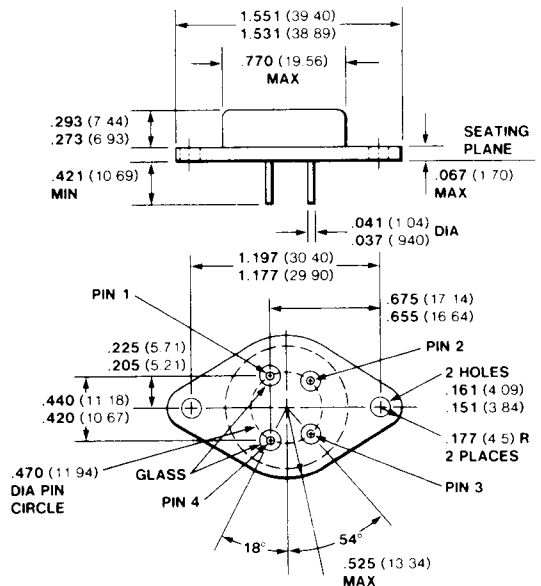 1.551 (39 40)
1.531 (38 89)
.770 (19.56)
MAX
.293 (7 44)
.273 (6 93)
SEATING
PLANE
.421 (10 69)
MIN
.067 (1 70)
MAX
.041 (1 04)
.037 ( 940)
DIA
1.197 (30 40)
1.177 (29 90)
PIN 1
.675 (17 14)
.655 (16 64)
.225 (5.71)
.205 (5.21)
PIN 2
2 HOLES
.161 (4 09)
.151 (3 84)
.440 (11 18)
.420 (10 67)
.177 (4 5) R
2 PLACES
.470 (11 94)
DIA PIN
CIRCLE
GLASS
PIN 4
PIN 3
18°
54°
.525 (13 34)
MAX